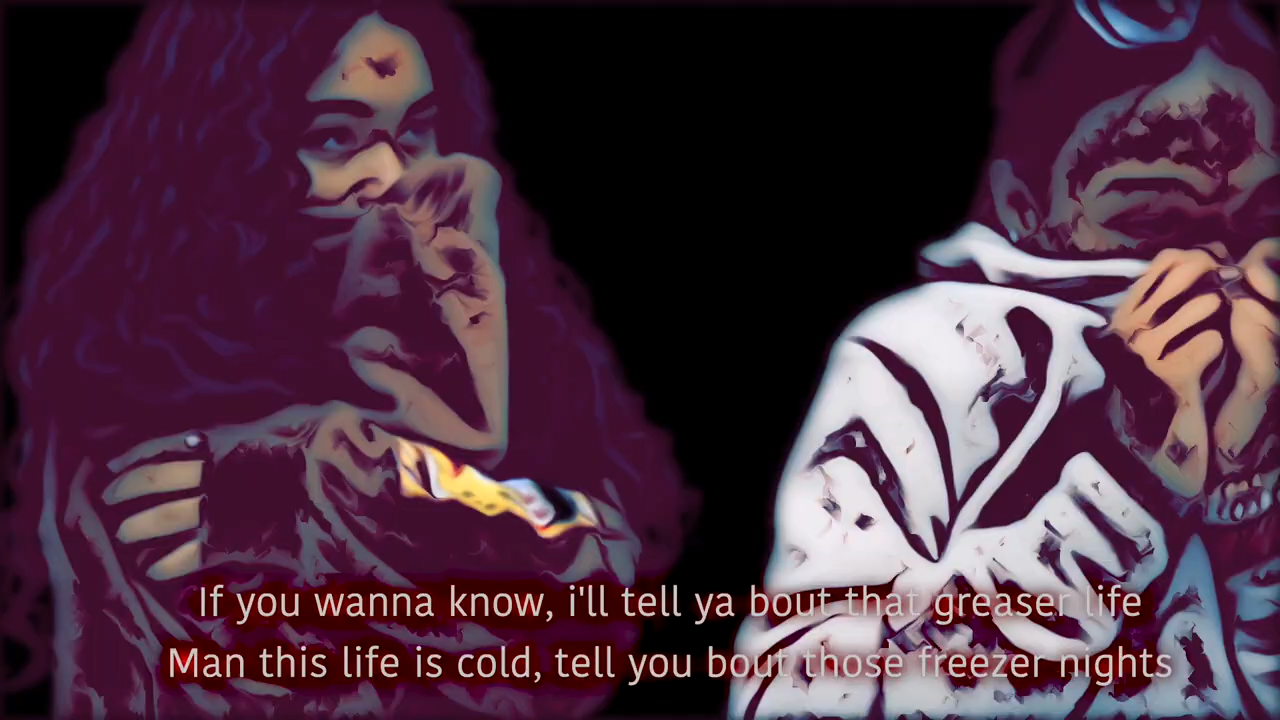 If you wanna know, i'll tell ya bout that greaser life
Man this life is cold, tell you bout those freezer nights